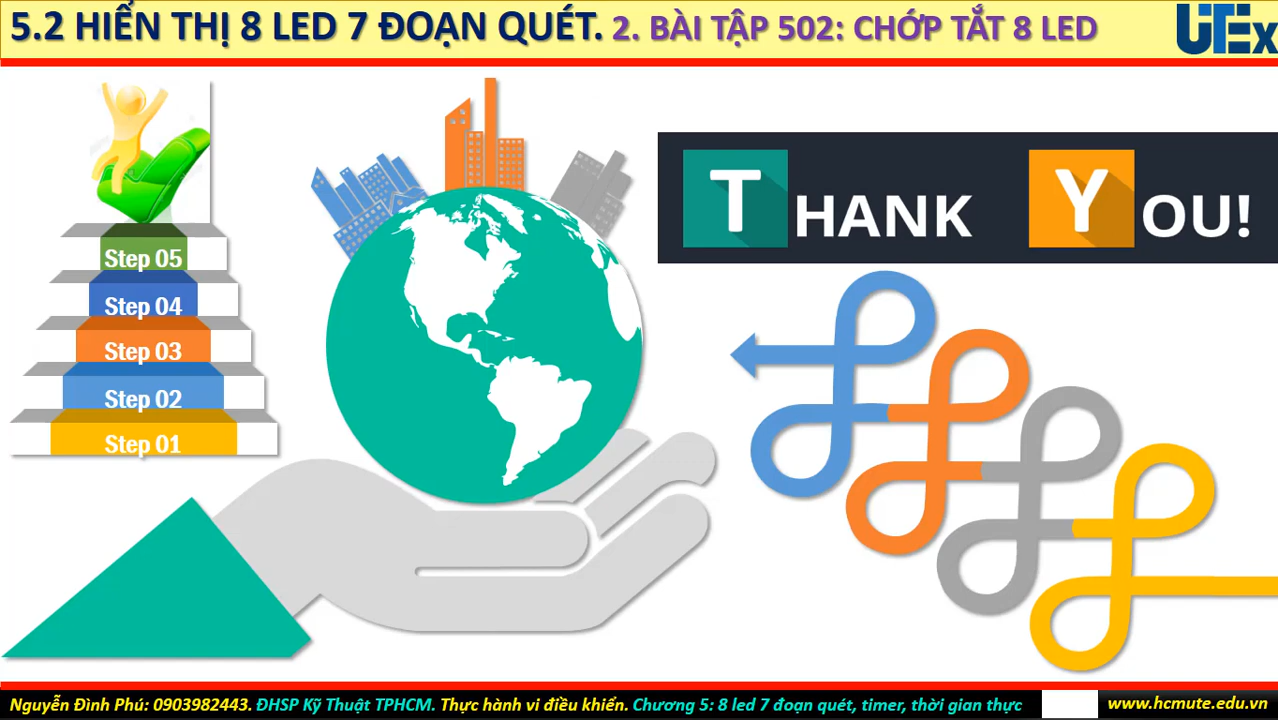 5.2 HIỂN THỊ 8 LED 7 ĐOẠN QUÉT. 2. BÀI TẬP 502: CHỚP TẮT 8 LED
UTEx
THANK YOU!
Step 05
Step 04
Step 03
Step 02
Step 01
Nguyễn Đình Phú: 0903982443. ĐHSP Kỹ Thuật TPHCM. Thực hành vi điều khiển. Chương 5: 8 led 7 đoạn quét, timer, thời gian thực
www.hcmute.edu.vn